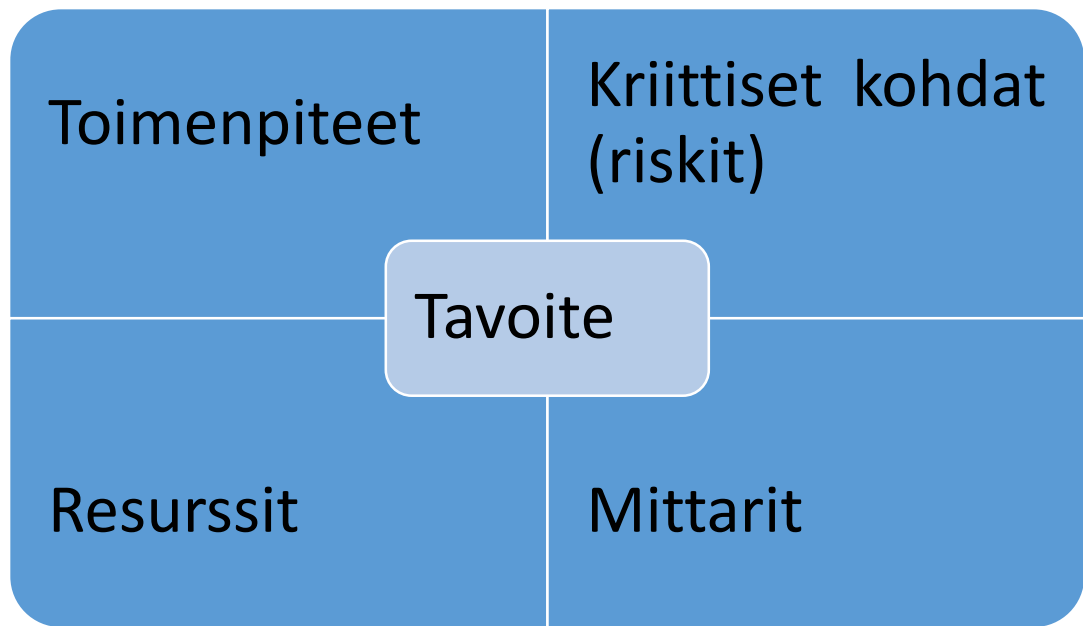 Toimenpiteet
Kriittiset kohdat
(riskit)
Tavoite
Resurssit
Mittarit